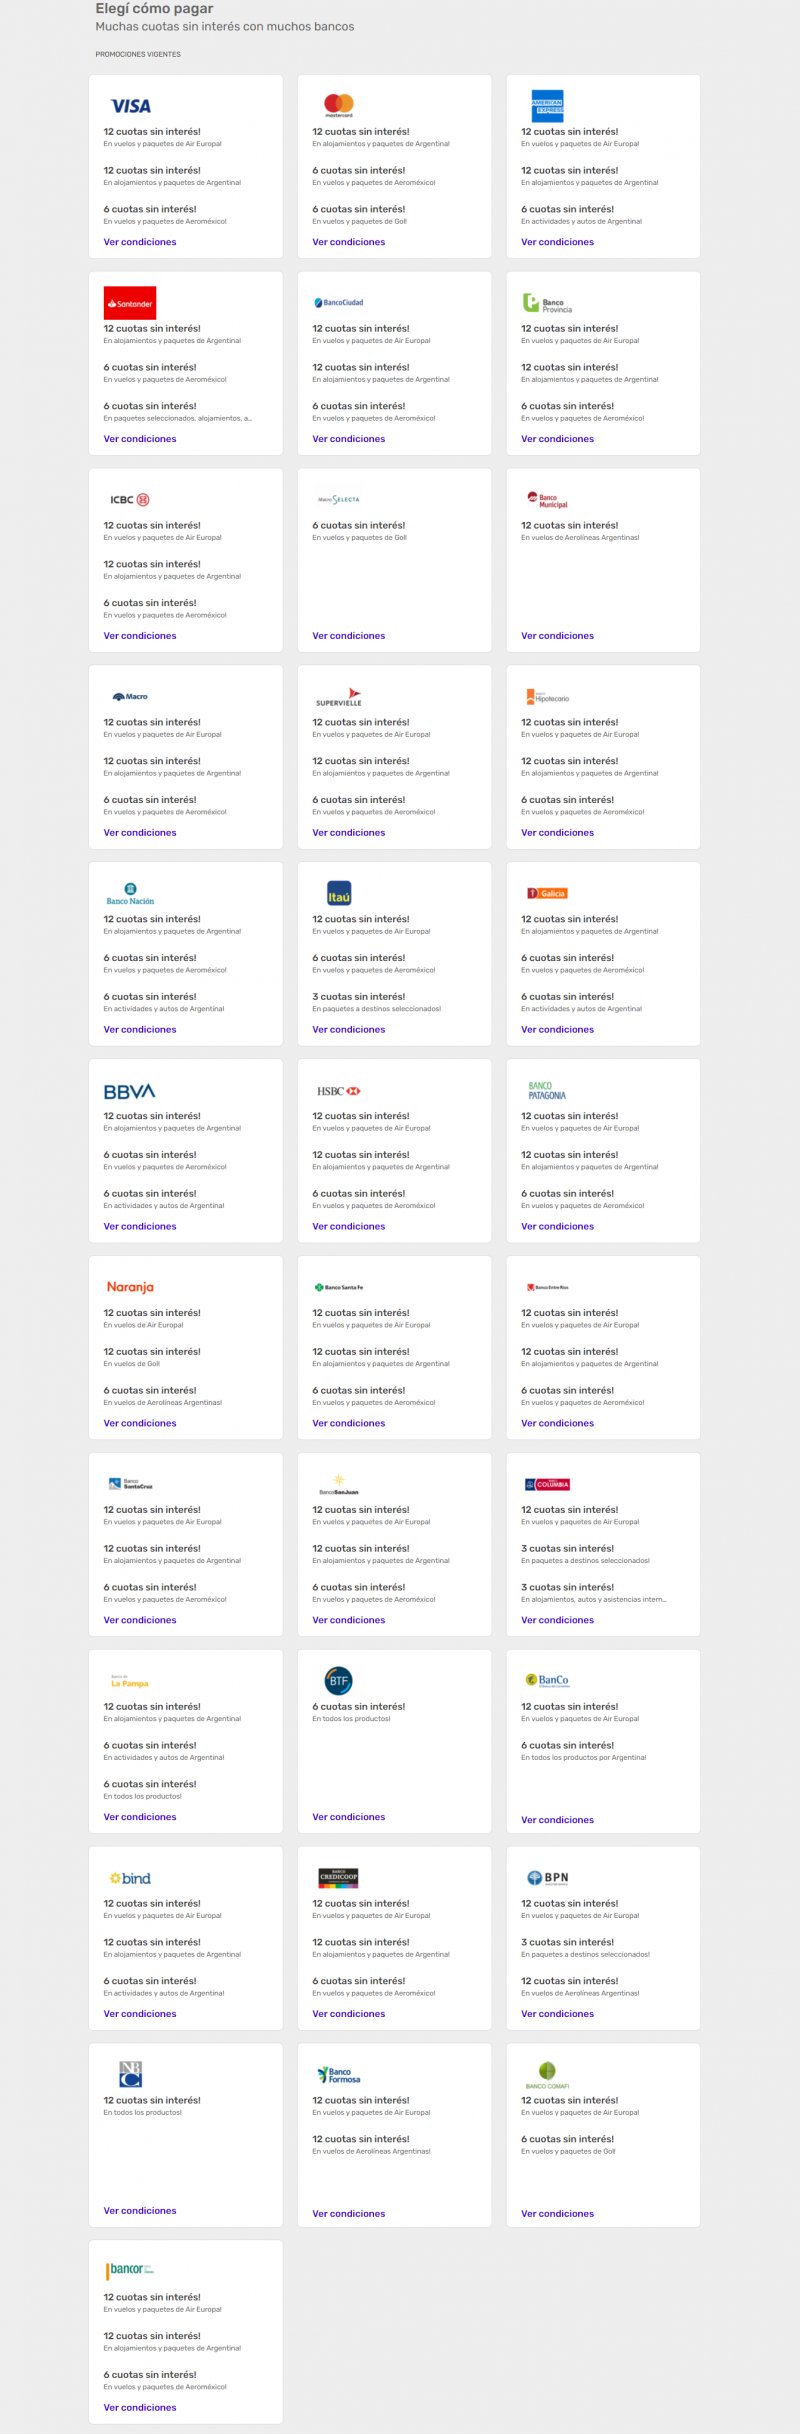 Elegí cómo pagar
Muchas cuotas sin interés con muchos bancos
PROMOCIONES VIGENTES
VISA
12 cuotas sin interés!
En vuelos y paquetes de Air Europa!
12 cuotas sin interés!
En alojamientos y paquetes de Argentina!
6 cuotas sin interés!
En vuelos y paquetes de Aeroméxico!
Ver condiciones
mastercard
12 cuotas sin interés!
En alojamientos y paquetes de Argentina!
6 cuotas sin interés!
En vuelos y paquetes de Aeroméxico!
6 cuotas sin interés!
En vuelos y paquetes de Gol!
Ver condiciones
AMERICAN
EXPRESS
12 cuotas sin interés!
En vuelos y paquetes de Air Europa!
12 cuotas sin interés!
En alojamientos y paquetes de Argentina!
6 cuotas sin interés!
En actividades y autos de Argentina!
Ver condiciones
Santander
12 cuotas sin interés!
En alojamientos y paquetes de Argentina!
6 cuotas sin interés!
En vuelos y paquetes de Aeroméxico!
6 cuotas sin interés!
En paquetes seleccionados, alojamientos, a...
Ver condiciones
BancoCiudad
12 cuotas sin interés!
En vuelos y paquetes de Air Europa!
12 cuotas sin interés!
En alojamientos y paquetes de Argentina!
6 cuotas sin interés!
En vuelos y paquetes de Aeroméxico!
Ver condiciones
Banco
Provincia
12 cuotas sin interés!
En vuelos y paquetes de Air Europa!
12 cuotas sin interés!
En alojamientos y paquetes de Argentina!
6 cuotas sin interés!
En vuelos y paquetes de Aeroméxico!
Ver condiciones
ICBC
12 cuotas sin interés!
En vuelos y paquetes de Air Europa!
12 cuotas sin interés!
En alojamientos y paquetes de Argentina!
6 cuotas sin interés!
En vuelos y paquetes de Aeroméxico!
Ver condiciones
Macro SELECTA
6 cuotas sin interés!
En vuelos y paquetes de Gol!
Ver condiciones
Banco
Municipal
12 cuotas sin interés!
En vuelos de Aerolíneas Argentinas!
Ver condiciones
Macro
12 cuotas sin interés!
En vuelos y paquetes de Air Europa!
12 cuotas sin interés!
En alojamientos y paquetes de Argentina!
6 cuotas sin interés!
En vuelos y paquetes de Aeroméxico!
Ver condiciones
SUPERVIELLE
12 cuotas sin interés!
En vuelos y paquetes de Air Europa!
12 cuotas sin interés!
En alojamientos y paquetes de Argentina!
6 cuotas sin interés!
En vuelos y paquetes de Aeroméxico!
Ver condiciones
Hipotecario
12 cuotas sin interés!
En vuelos y paquetes de Air Europa!
12 cuotas sin interés!
En alojamientos y paquetes de Argentina!
6 cuotas sin interés!
En vuelos y paquetes de Aeroméxico!
Ver condiciones
Banco Nación
12 cuotas sin interés!
En alojamientos y paquetes de Argentina!
6 cuotas sin interés!
En vuelos y paquetes de Aeroméxico!
6 cuotas sin interés!
En actividades y autos de Argentina!
Ver condiciones
Itaú
12 cuotas sin interés!
En vuelos y paquetes de Air Europa!
6 cuotas sin interés!
En vuelos y paquetes de Aeroméxico!
3 cuotas sin interés!
En paquetes a destinos seleccionados!
Ver condiciones
Galicia
12 cuotas sin interés!
En alojamientos y paquetes de Argentina!
6 cuotas sin interés!
En vuelos y paquetes de Aeroméxico!
6 cuotas sin interés!
En actividades y autos de Argentina!
Ver condiciones
BBVA
12 cuotas sin interés!
En alojamientos y paquetes de Argentina!
6 cuotas sin interés!
En vuelos y paquetes de Aeroméxico!
6 cuotas sin interés!
En actividades y autos de Argentina!
Ver condiciones
HSBC
12 cuotas sin interés!
En vuelos y paquetes de Air Europa!
12 cuotas sin interés!
En alojamientos y paquetes de Argentina!
6 cuotas sin interés!
En vuelos y paquetes de Aeroméxico!
Ver condiciones
BANCO
PATAGONIA
12 cuotas sin interés!
En vuelos y paquetes de Air Europa!
12 cuotas sin interés!
En alojamientos y paquetes de Argentina!
6 cuotas sin interés!
En vuelos y paquetes de Aeroméxico!
Ver condiciones
Naranja
12 cuotas sin interés!
En vuelos de Air Europa!
12 cuotas sin interés!
En vuelos de Gol!
6 cuotas sin interés!
En vuelos de Aerolíneas Argentinas!
Ver condiciones
Banco Santa Fe
12 cuotas sin interés!
En vuelos y paquetes de Air Europa!
12 cuotas sin interés!
En alojamientos y paquetes de Argentina!
6 cuotas sin interés!
En vuelos y paquetes de Aeroméxico!
Ver condiciones
Banco Entre Ríos
12 cuotas sin interés!
En vuelos y paquetes de Air Europa!
12 cuotas sin interés!
En alojamientos y paquetes de Argentina!
6 cuotas sin interés!
En vuelos y paquetes de Aeroméxico!
Ver condiciones
Banco
SantaCruz
12 cuotas sin interés!
En vuelos y paquetes de Air Europa!
12 cuotas sin interés!
En alojamientos y paquetes de Argentina!
6 cuotas sin interés!
En vuelos y paquetes de Aeroméxico!
Ver condiciones
BancoSanJuan
12 cuotas sin interés!
En vuelos y paquetes de Air Europa!
12 cuotas sin interés!
En alojamientos y paquetes de Argentina!
6 cuotas sin interés!
En vuelos y paquetes de Aeroméxico!
Ver condiciones
COLUMBIA
12 cuotas sin interés!
En vuelos y paquetes de Air Europa!
3 cuotas sin interés!
En paquetes a destinos seleccionados!
3 cuotas sin interés!
En alojamientos, autos y asistencias intern...
Ver condiciones
Banco de
La Pampa
12 cuotas sin interés!
En alojamientos y paquetes de Argentina!
6 cuotas sin interés!
En actividades y autos de Argentina!
6 cuotas sin interés!
En todos los productos!
Ver condiciones
BTF
6 cuotas sin interés!
En todos los productos!
Ver condiciones
BanCo
12 cuotas sin interés!
En vuelos y paquetes de Air Europa!
6 cuotas sin interés!
En todos los productos por Argentina!
Ver condiciones
bind
12 cuotas sin interés!
En vuelos y paquetes de Air Europa!
12 cuotas sin interés!
En alojamientos y paquetes de Argentina!
6 cuotas sin interés!
En actividades y autos de Argentina!
Ver condiciones
BANCO
CREDICOOP
12 cuotas sin interés!
En vuelos y paquetes de Air Europa!
12 cuotas sin interés!
En alojamientos y paquetes de Argentina!
6 cuotas sin interés!
En vuelos y paquetes de Aeroméxico!
Ver condiciones
BPN
12 cuotas sin interés!
En vuelos y paquetes de Air Europa!
3 cuotas sin interés!
En paquetes a destinos seleccionados!
12 cuotas sin interés!
En vuelos de Aerolíneas Argentinas!
Ver condiciones
NB
C
12 cuotas sin interés!
En todos los productos!
Ver condiciones
Banco
Formosa
12 cuotas sin interés!
En vuelos y paquetes de Air Europa!
12 cuotas sin interés!
En vuelos de Aerolíneas Argentinas!
Ver condiciones
BANCO COMAFI
12 cuotas sin interés!
En vuelos y paquetes de Air Europa!
6 cuotas sin interés!
En vuelos y paquetes de Gol!
Ver condiciones
bancor
12 cuotas sin interés!
En vuelos y paquetes de Air Europa!
12 cuotas sin interés!
En alojamientos y paquetes de Argentina!
6 cuotas sin interés!
En vuelos y paquetes de Aeroméxico!
Ver condiciones